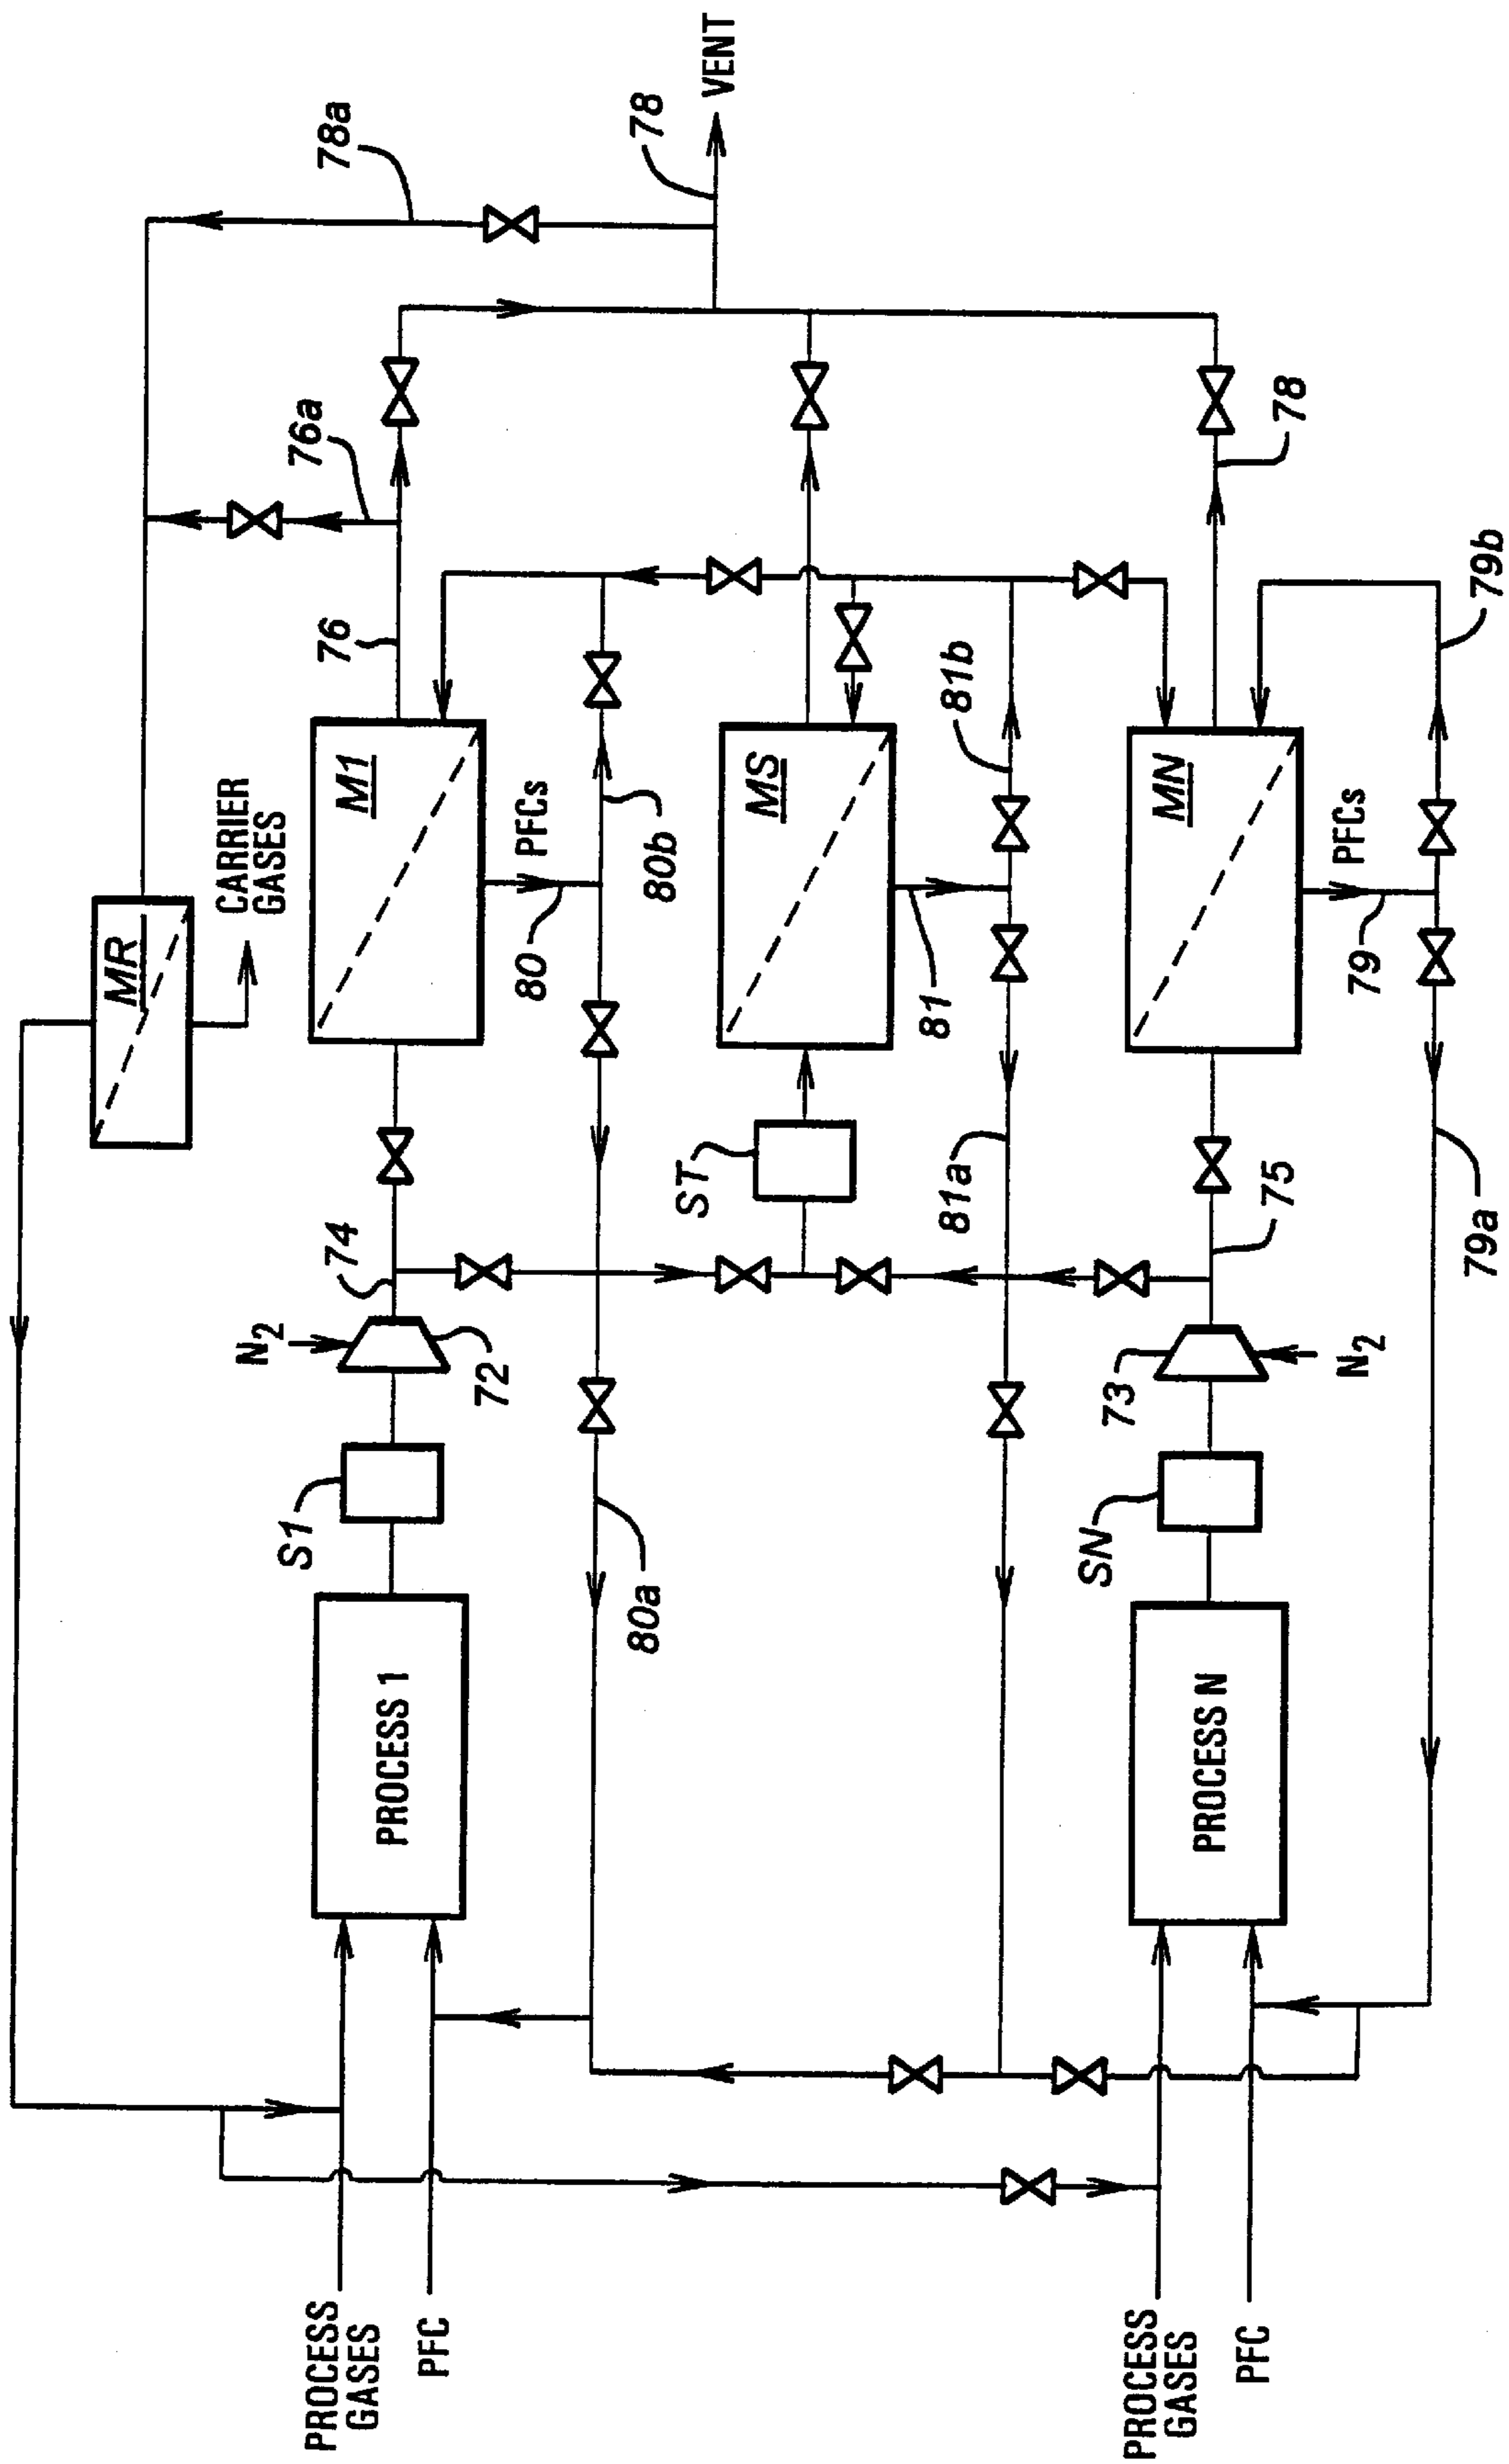 MR
CARRIER
GASES
76a
78a
78
VENT
76
M1
PFCs
80
80b
N2
74
72
S1
PROCESS 1
80a
PROCESS
GASES
PFC
ST
MS
81
81b
81a
MN
PFCs
79
79b
78
75
73
N2
SN
PROCESS N
79a
PROCESS
GASES
PFC